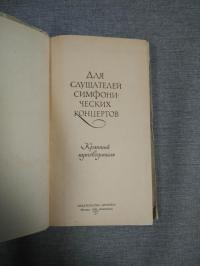 Для
слушателей
симфони-
ческих
концертов
Краткий
путеводитель